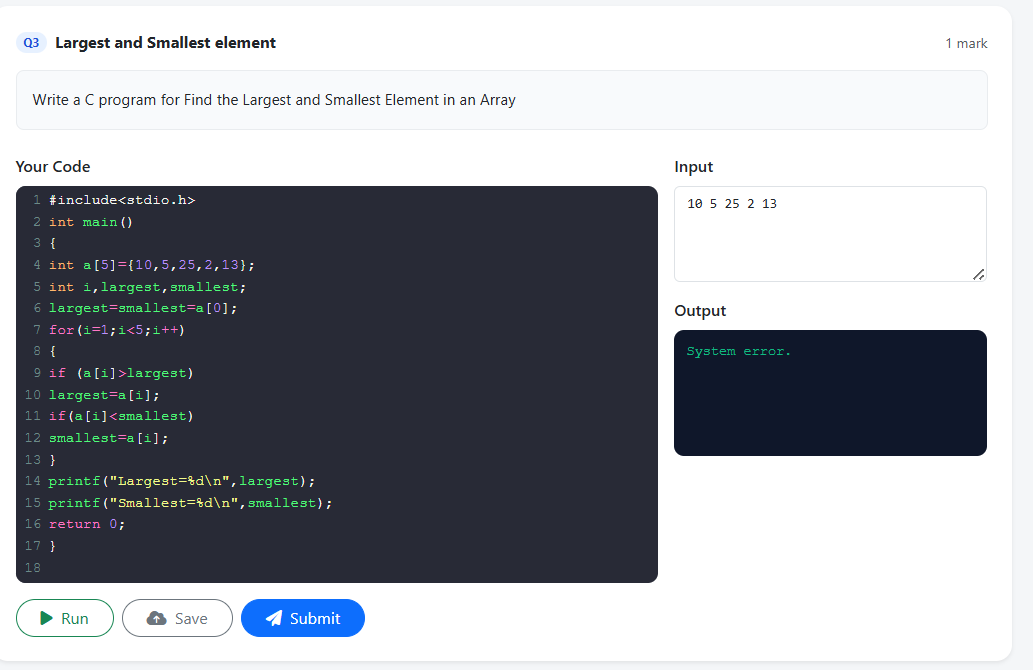 Q3 Largest and Smallest element 1 mark
Write a C program for Find the Largest and Smallest Element in an Array
Your Code
1 #include<stdio.h>
2 int main()
3 {
4 int a[5]={10,5,25,2,13};
5 int i,largest,smallest;
6 largest=smallest=a[0];
7 for(i=1;i<5;i++)
8 {
9 if (a[i]>largest)
10 largest=a[i];
11 if(a[i]<smallest)
12 smallest=a[i];
13 }
14 printf("Largest=%d\n",largest);
15 printf("Smallest=%d\n",smallest);
16 return 0;
17 }
18
Input
10 5 25 2 13
Output
System error.
Run Save Submit